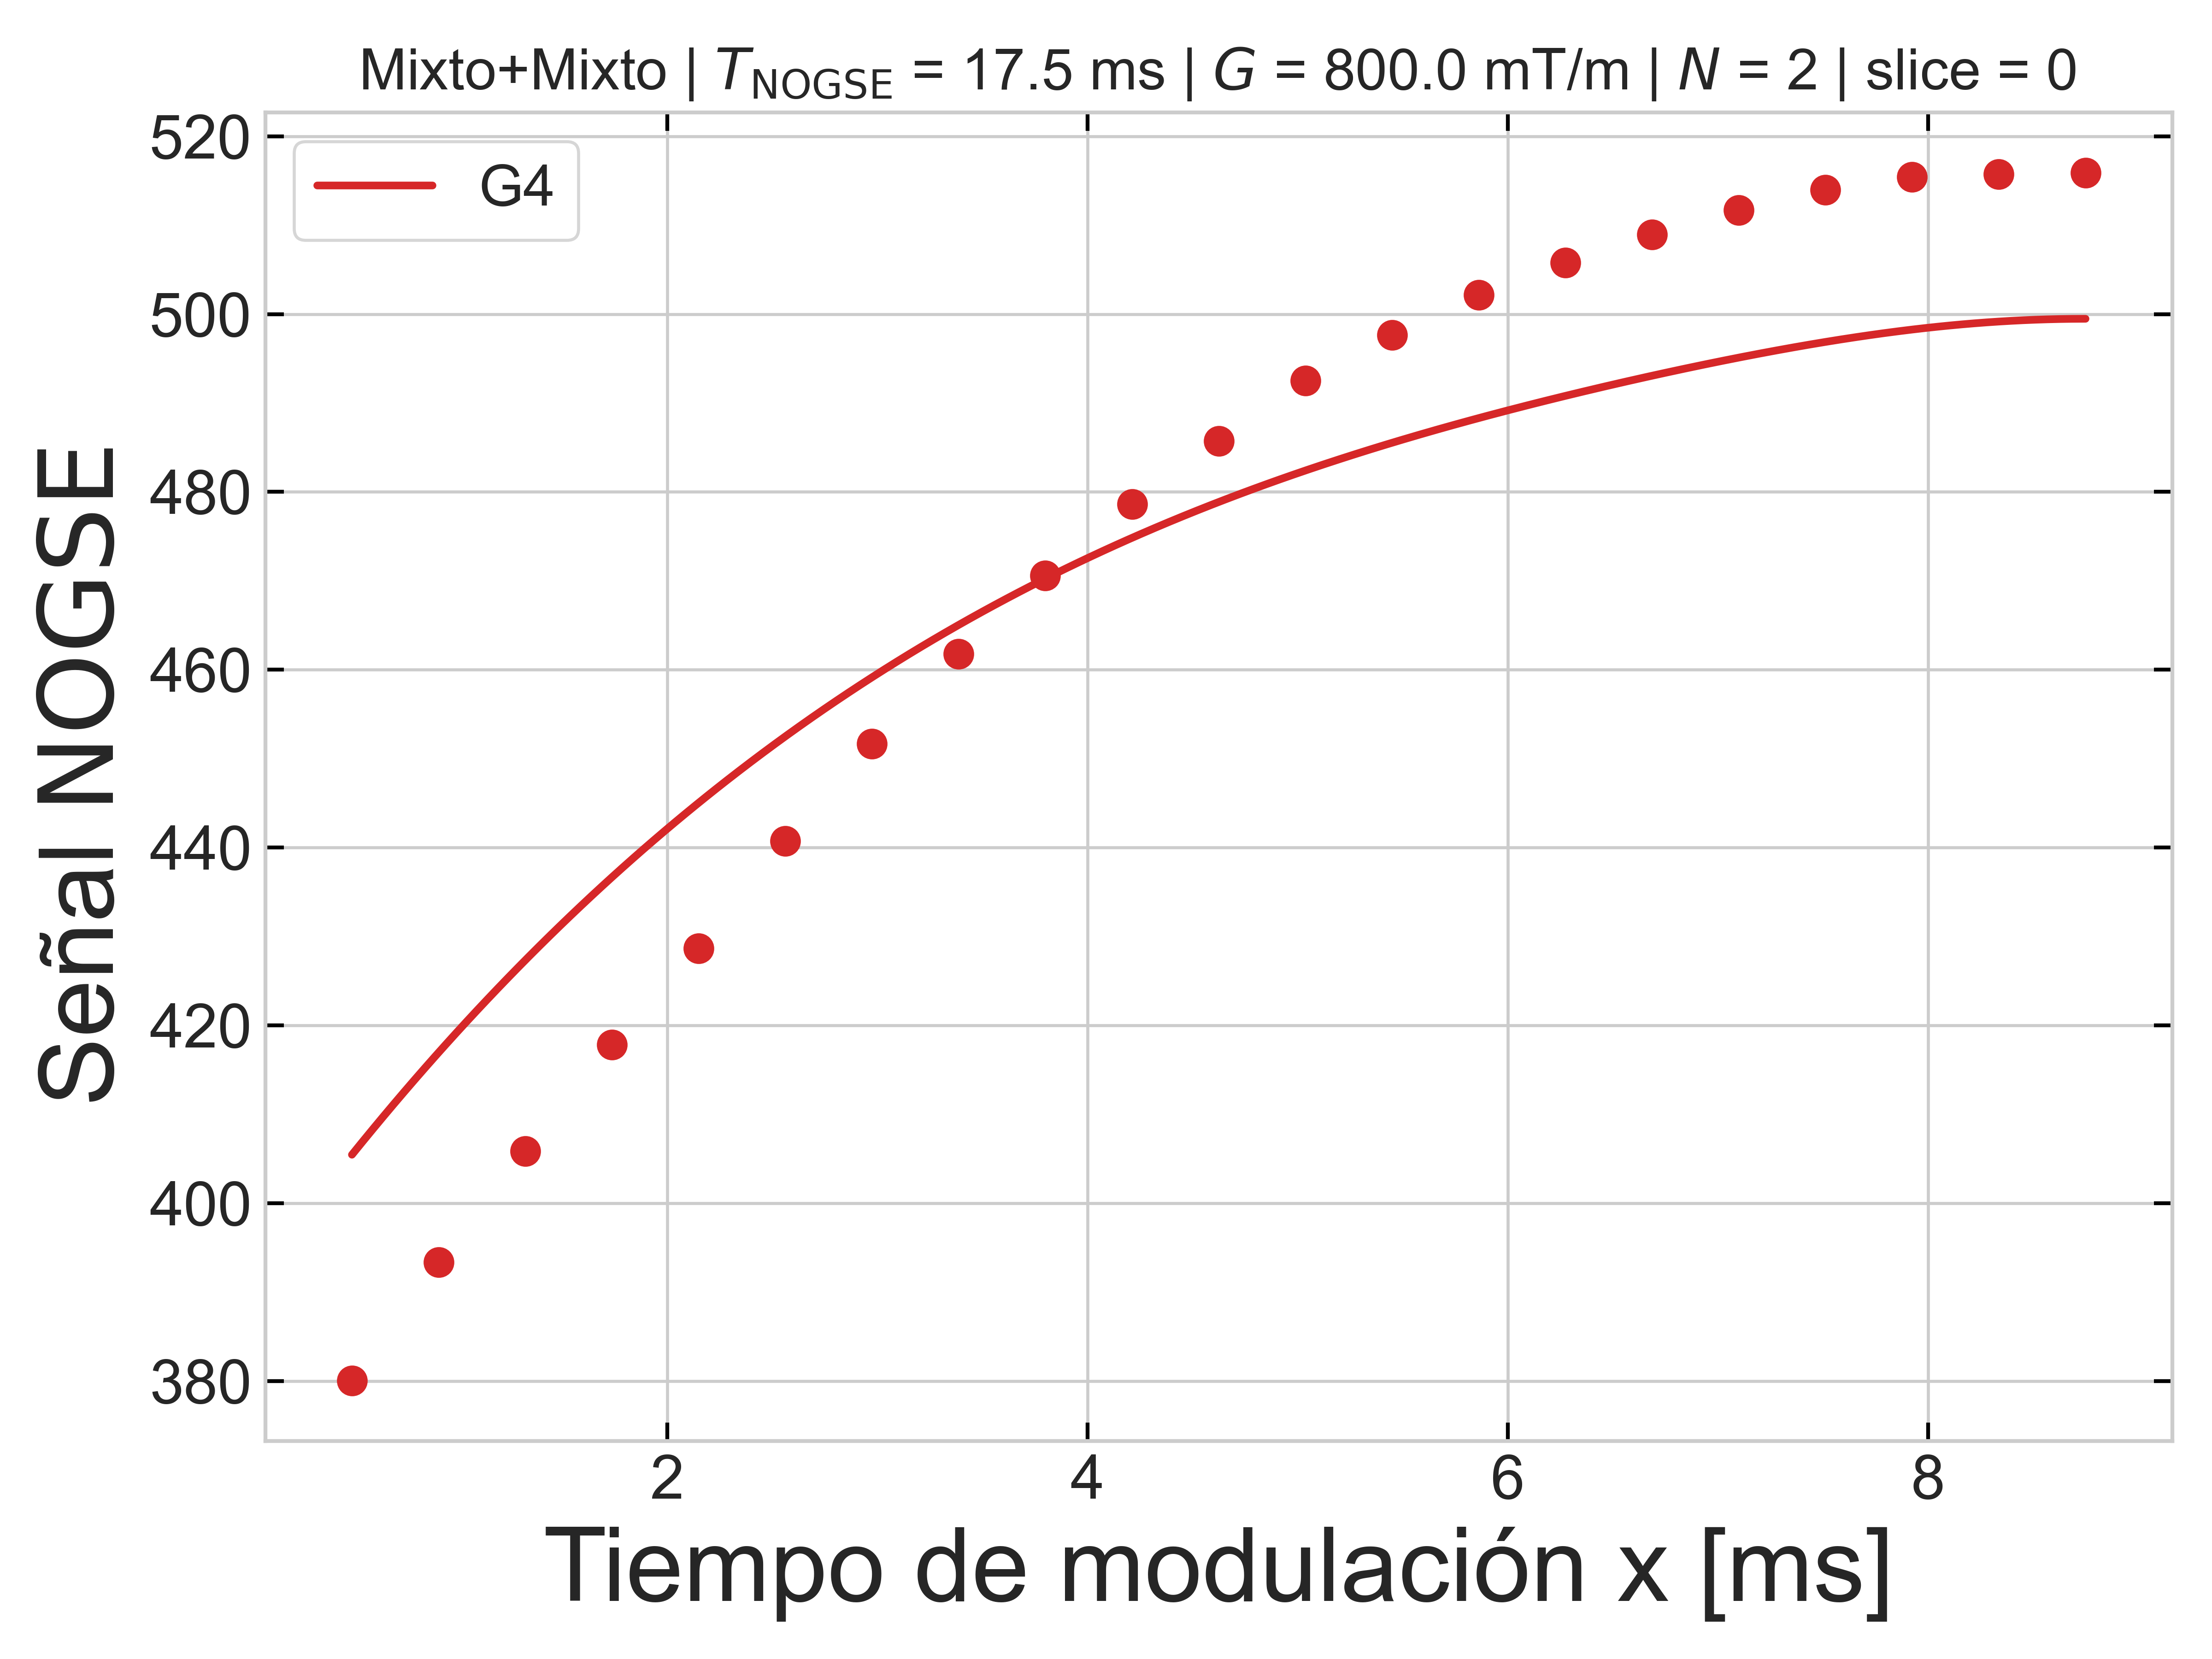 Mixto+Mixto | T_NOGSE = 17.5 ms | G = 800.0 mT/m | N = 2 | slice = 0
G4
520
500
480
460
440
420
400
380
Señal NOGSE
2 4 6 8
Tiempo de modulación x [ms]